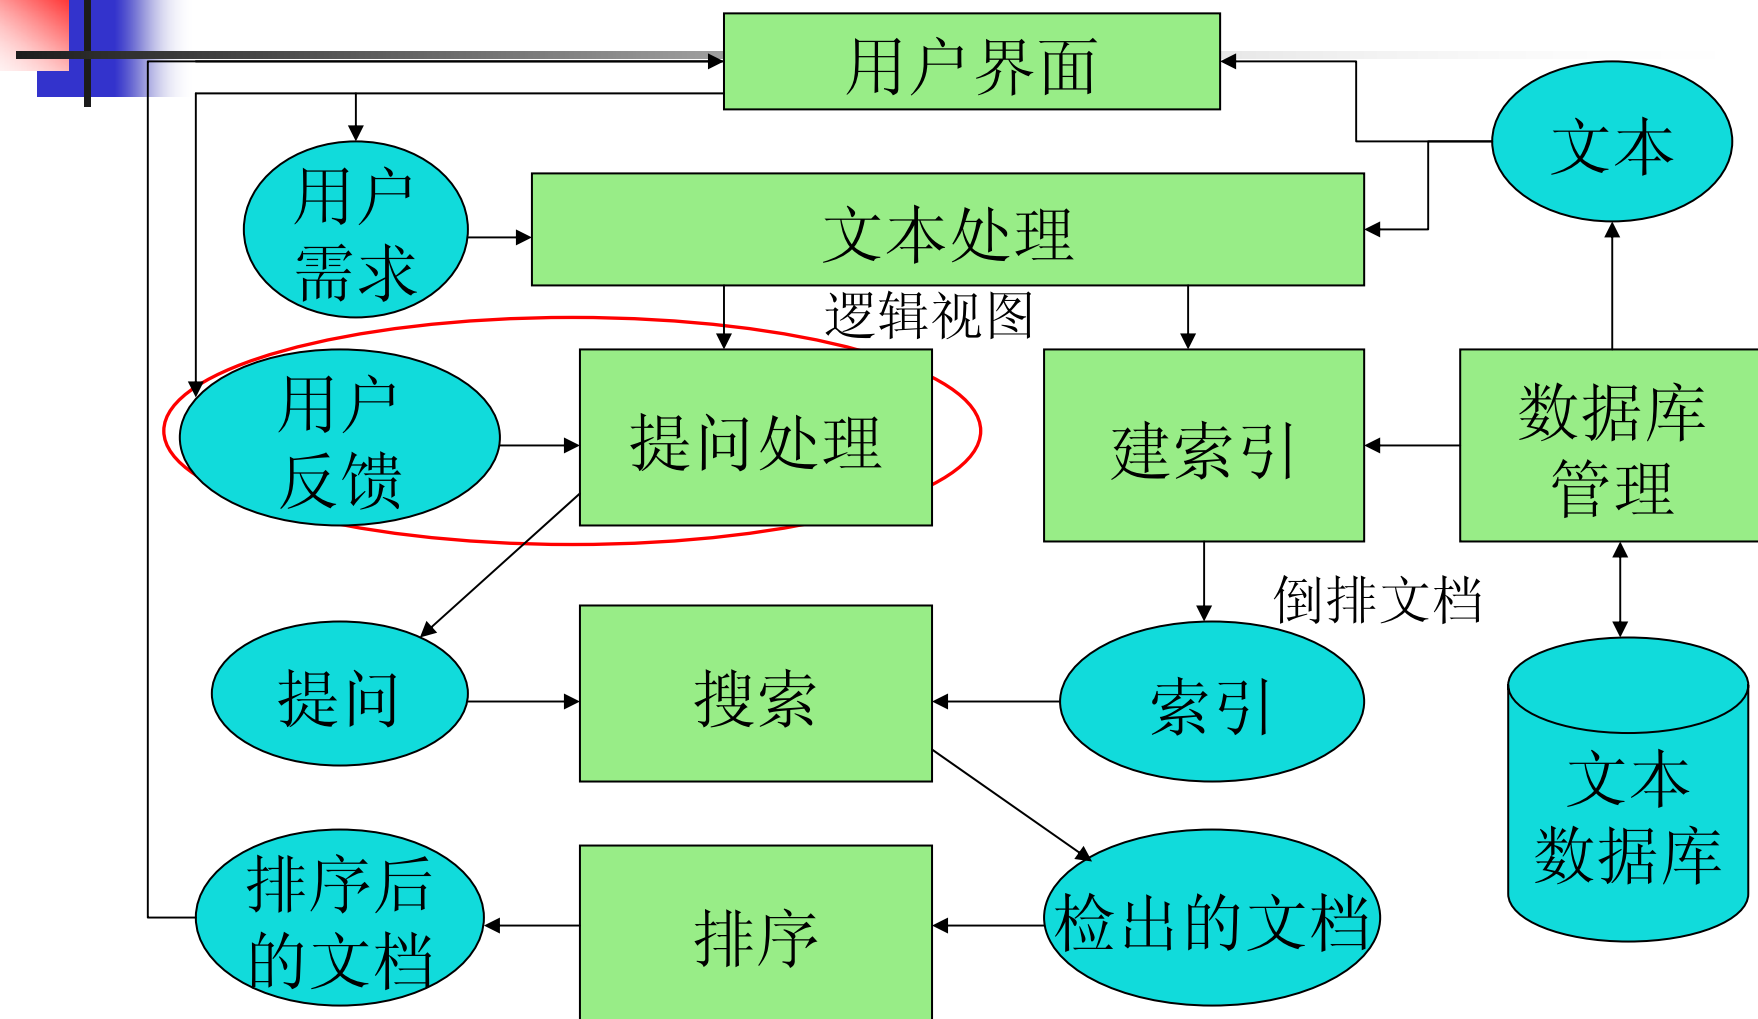 用户界面
文本
用户
需求
文本处理
逻辑视图
用户
反馈
提问处理
建索引
数据库
管理
倒排文档
提问
搜索
索引
文本
数据库
排序后
的文档
排序
检出的文档